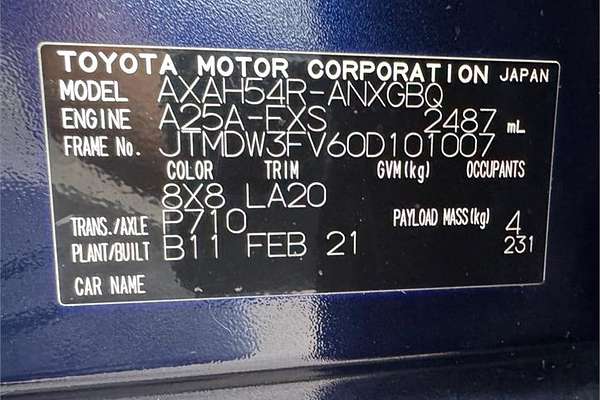 TOYOTA MOTOR CORPORATION JAPAN
MODEL AXAH54R-ANXGBQ
ENGINE A25A-FXS 2487 mL
FRAME No. JTMDW3FV60D101007
COLOR TRIM GVM(kg) OCCUPANTS
8X8 LA20
TRANS./AXLE P710 PAYLOAD MASS(kg) 4
PLANT/BUILT B11 FEB 21 231
CAR NAME